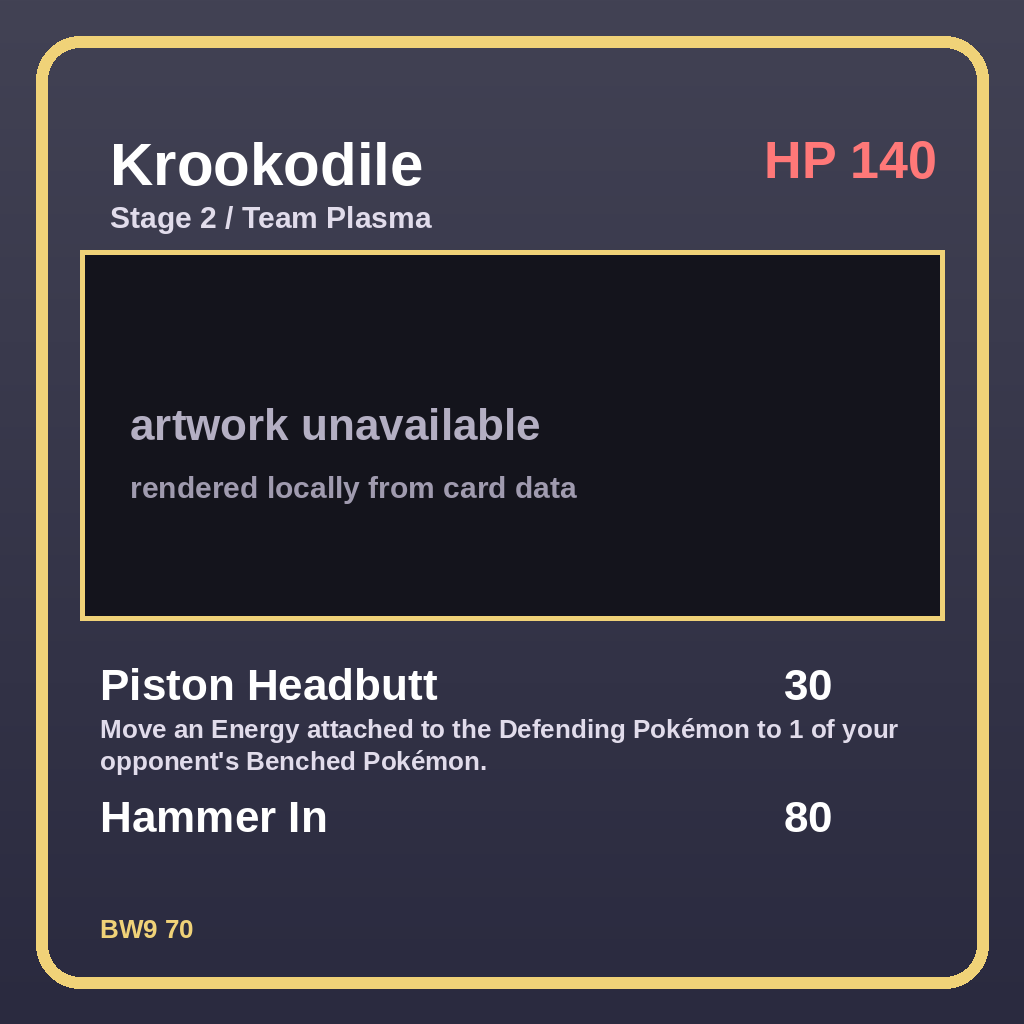 Krookodile
HP 140
Stage 2 / Team Plasma
artwork unavailable
rendered locally from card data
Piston Headbutt 30
Move an Energy attached to the Defending Pokémon to 1 of your
opponent's Benched Pokémon.
Hammer In 80
BW9 70